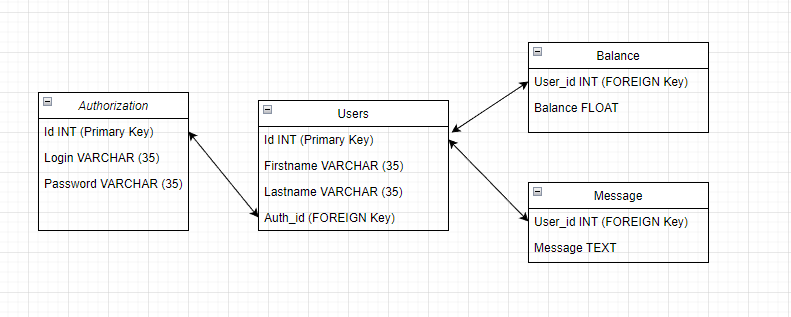 Authorization
Id INT (Primary Key)
Login VARCHAR (35)
Password VARCHAR (35)
Users
Id INT (Primary Key)
Firstname VARCHAR (35)
Lastname VARCHAR (35)
Auth_id (FOREIGN Key)
Balance
User_id INT (FOREIGN Key)
Balance FLOAT
Message
User_id INT (FOREIGN Key)
Message TEXT